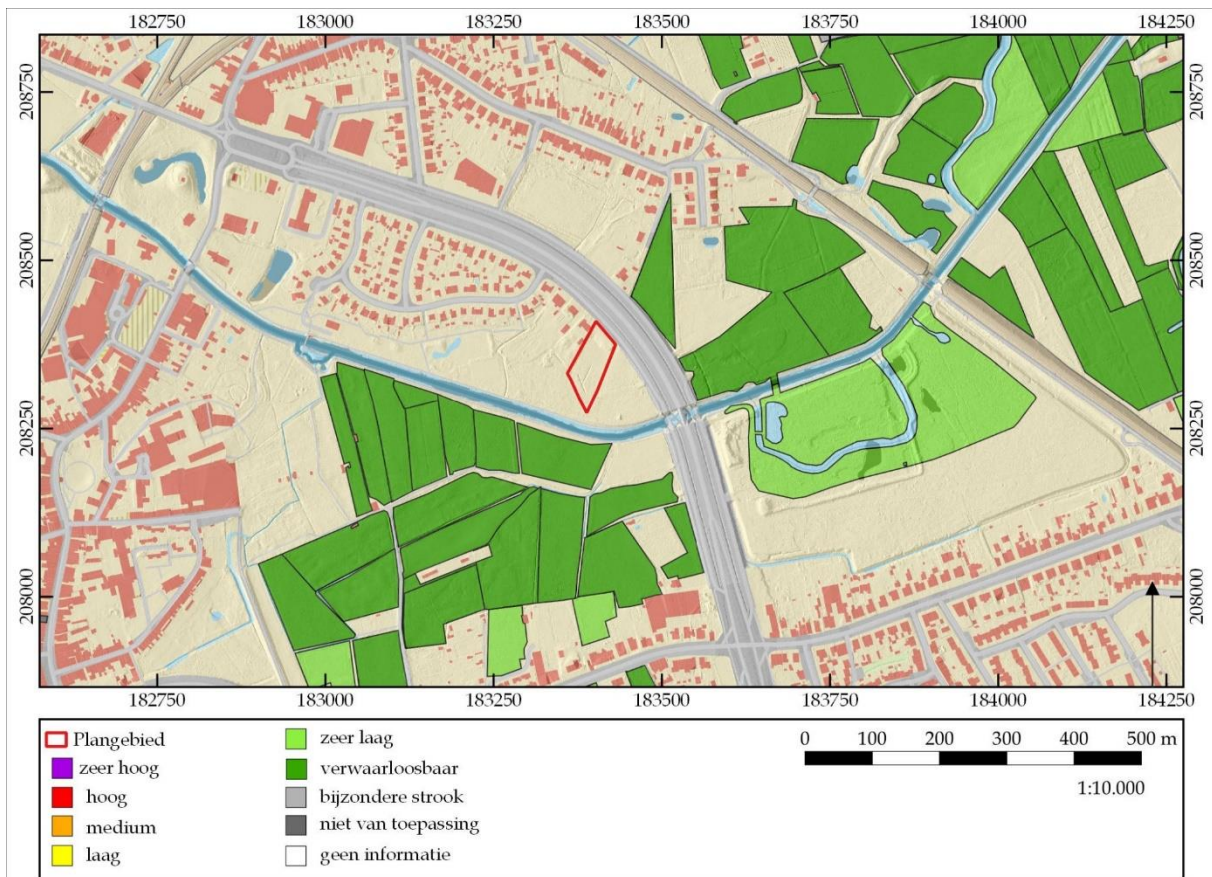 182750 183000 183250 183500 183750 184000 184250
208750 208750
208500 208500
208250 208250
208000 208000
182750 183000 183250 183500 183750 184000 184250
Plangebied
zeer hoog
hoog
medium
laag
zeer laag
verwaarloosbaar
bijzondere strook
niet van toepassing
geen informatie
0 100 200 300 400 500 m
1:10.000